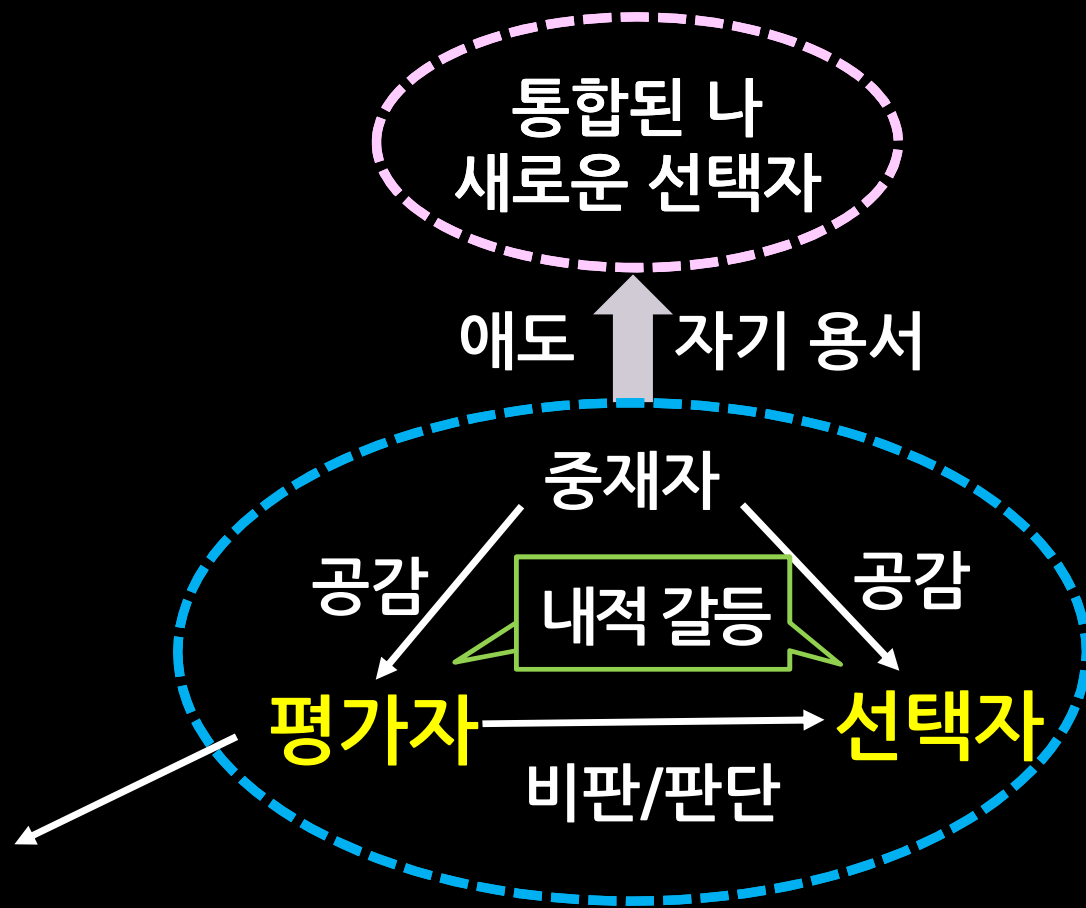 통합된 나
새로운 선택자
애도
자기 용서
중재자
공감
공감
내적 갈등
평가자
선택자
비판/판단